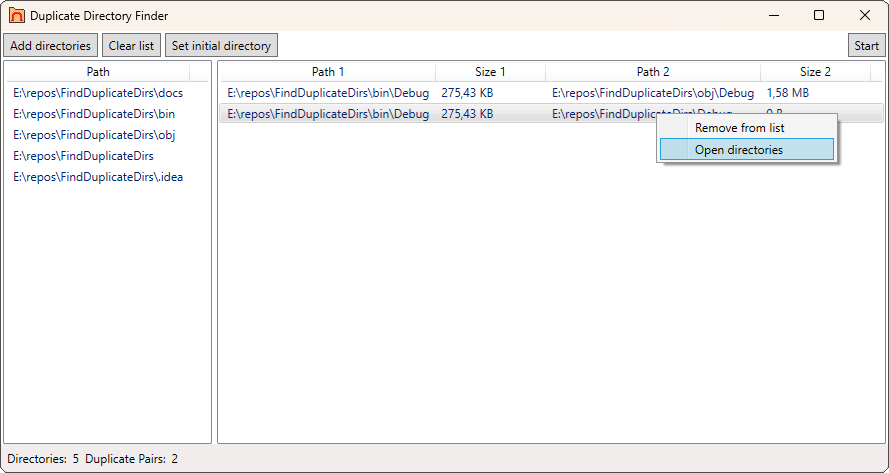 Duplicate Directory Finder
Add directories Clear list Set initial directory Start
Path Path 1 Size 1 Path 2 Size 2
E:\repos\FindDuplicateDirs\docs E:\repos\FindDuplicateDirs\bin\Debug 275,43 KB E:\repos\FindDuplicateDirs\obj\Debug 1,58 MB
E:\repos\FindDuplicateDirs\bin E:\repos\FindDuplicateDirs\bin\Debug 275,43 KB E:\repos\FindDuplicateDirs\Debug 0 B
E:\repos\FindDuplicateDirs\obj
E:\repos\FindDuplicateDirs
E:\repos\FindDuplicateDirs\.idea
Remove from list
Open directories
Directories: 5 Duplicate Pairs: 2